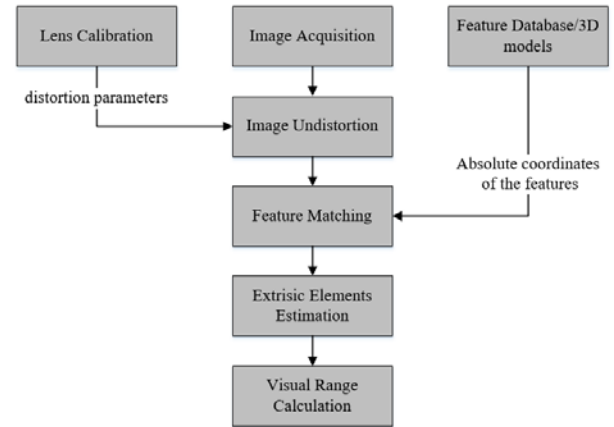 Lens Calibration
Image Acquisition
Feature Database/3D
models
distortion parameters
Image Undistortion
Absolute coordinates
of the features
Feature Matching
Extrisic Elements
Estimation
Visual Range
Calculation